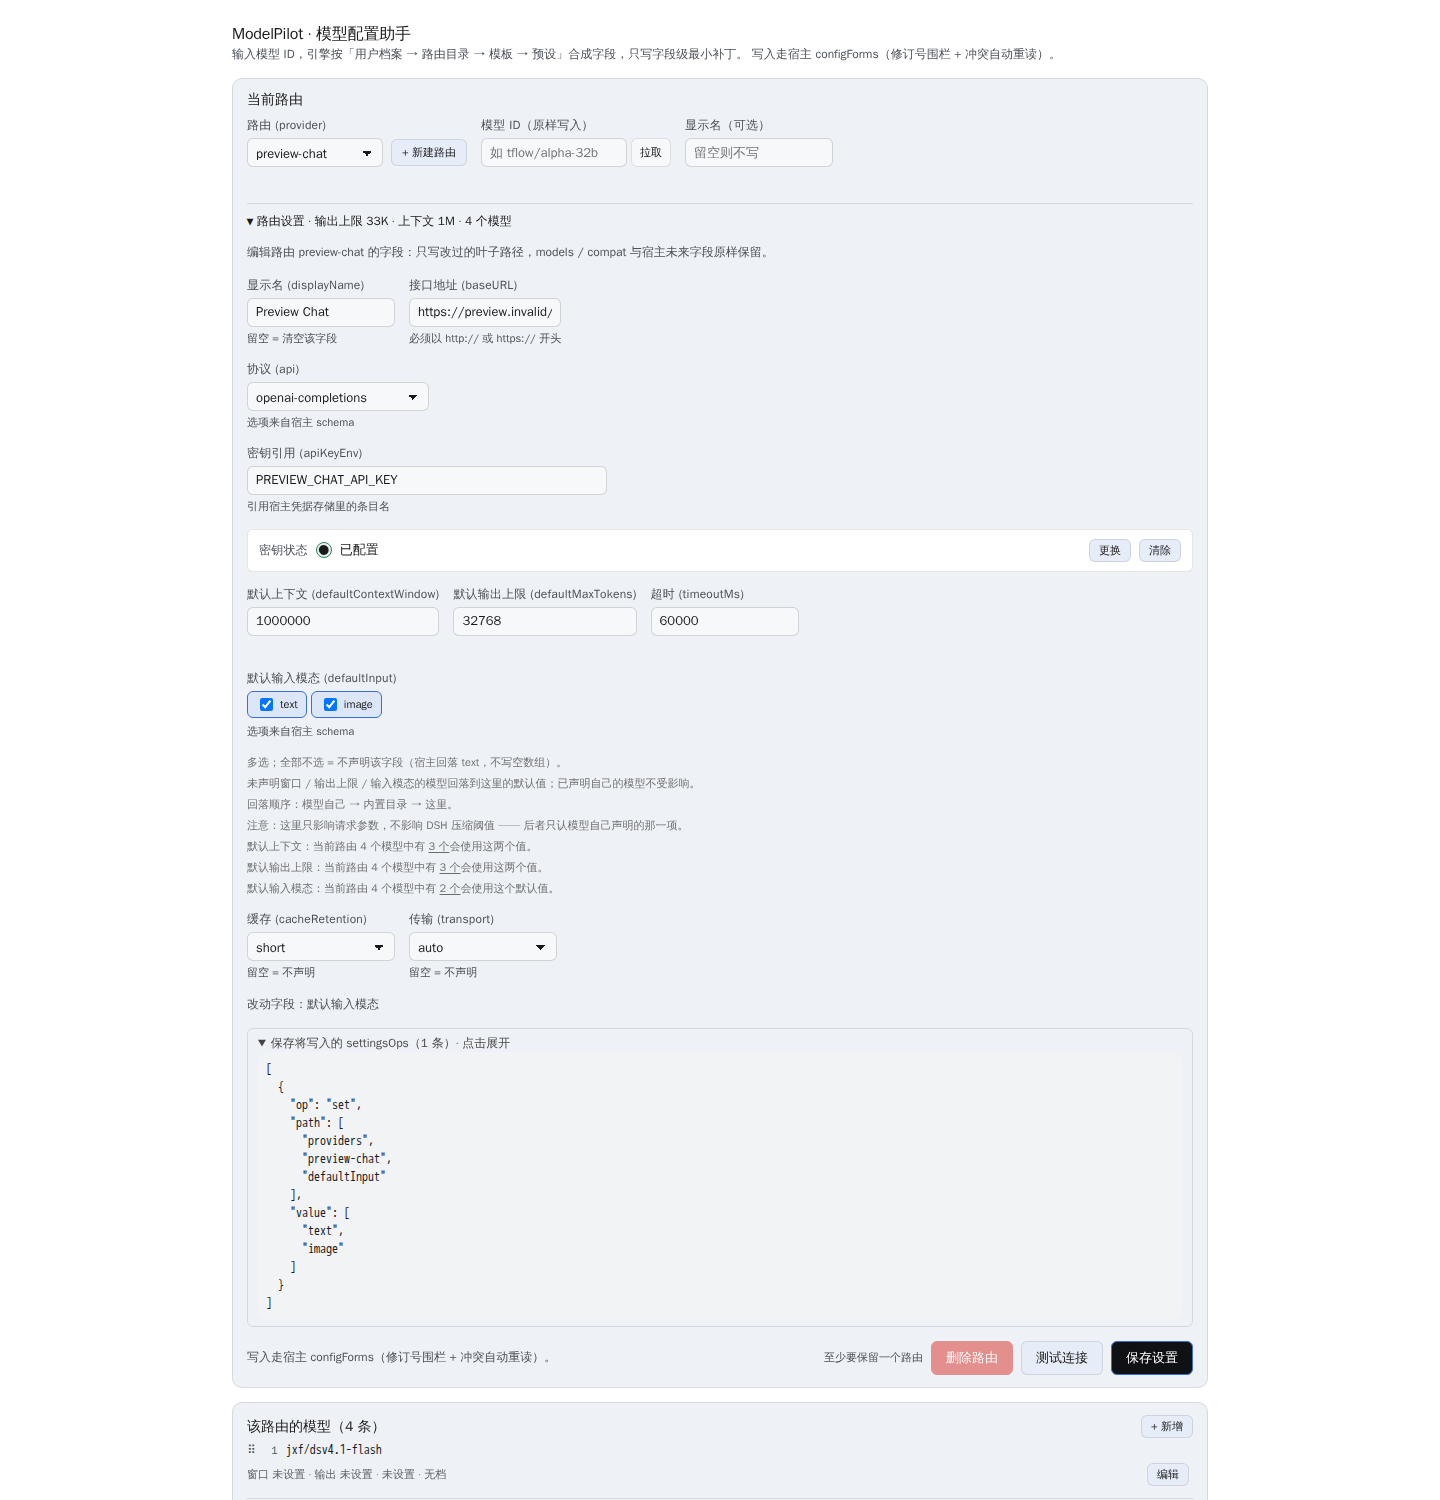 ModelPilot · 模型配置助手
输入模型 ID，引擎按「用户档案 → 路由目录 → 模板 → 预设」合成字段，只写字段级最小补丁。 写入走宿主 configForms（修订号围栏 + 冲突自动重读）。
当前路由
路由 (provider) 模型 ID（原样写入） 显示名（可选）
preview-chat + 新建路由 如 tflow/alpha-32b 拉取 留空则不写
▼ 路由设置 · 输出上限 33K · 上下文 1M · 4 个模型
编辑路由 preview-chat 的字段：只写改过的叶子路径，models / compat 与宿主未来字段原样保留。
显示名 (displayName) 接口地址 (baseURL)
Preview Chat https://preview.invalid/
留空 = 清空该字段 必须以 http:// 或 https:// 开头
协议 (api)
openai-completions
选项来自宿主 schema
密钥引用 (apiKeyEnv)
PREVIEW_CHAT_API_KEY
引用宿主凭据存储里的条目名
密钥状态 已配置 更换 清除
默认上下文 (defaultContextWindow) 默认输出上限 (defaultMaxTokens) 超时 (timeoutMs)
1000000 32768 60000
默认输入模态 (defaultInput)
text image
选项来自宿主 schema
多选；全部不选 = 不声明该字段（宿主回落 text，不写空数组）。
未声明窗口 / 输出上限 / 输入模态的模型回落到这里的默认值；已声明自己的模型不受影响。
回落顺序：模型自己 → 内置目录 → 这里。
注意：这里只影响请求参数，不影响 DSH 压缩阈值 —— 后者只认模型自己声明的那一项。
默认上下文：当前路由 4 个模型中有 3 个会使用这两个值。
默认输出上限：当前路由 4 个模型中有 3 个会使用这两个值。
默认输入模态：当前路由 4 个模型中有 2 个会使用这个默认值。
缓存 (cacheRetention) 传输 (transport)
short auto
留空 = 不声明 留空 = 不声明
改动字段：默认输入模态
▼ 保存将写入的 settingsOps（1 条）· 点击展开
[
{
"op": "set",
"path": [
"providers",
"preview-chat",
"defaultInput"
],
"value": [
"text",
"image"
]
}
]
写入走宿主 configForms（修订号围栏 + 冲突自动重读）。 至少要保留一个路由 删除路由 测试连接 保存设置
该路由的模型（4 条） + 新增
⠿ 1 jxf/dsv4.1-flash
窗口 未设置 · 输出 未设置 · 未设置 · 无档 编辑